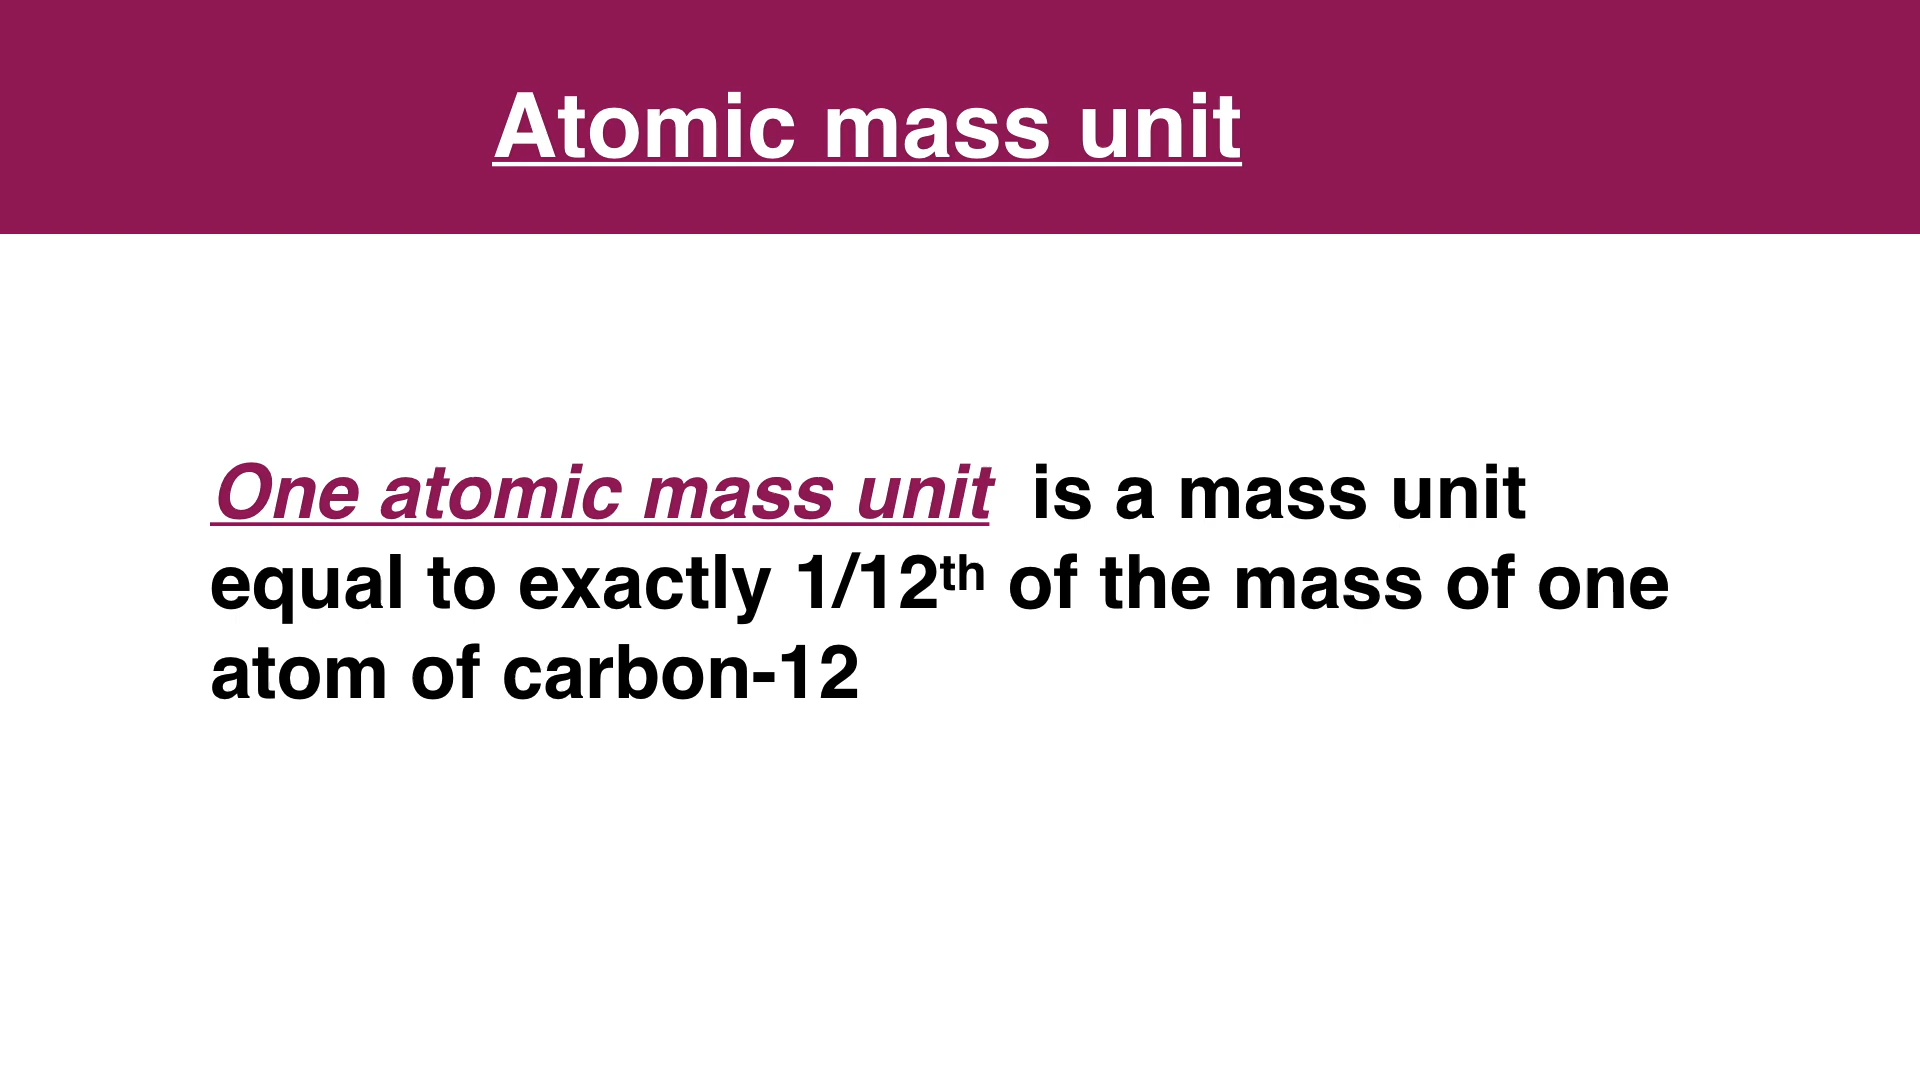 Atomic mass unit
One atomic mass unit is a mass unit
equal to exactly 1/12th of the mass of one
atom of carbon-12